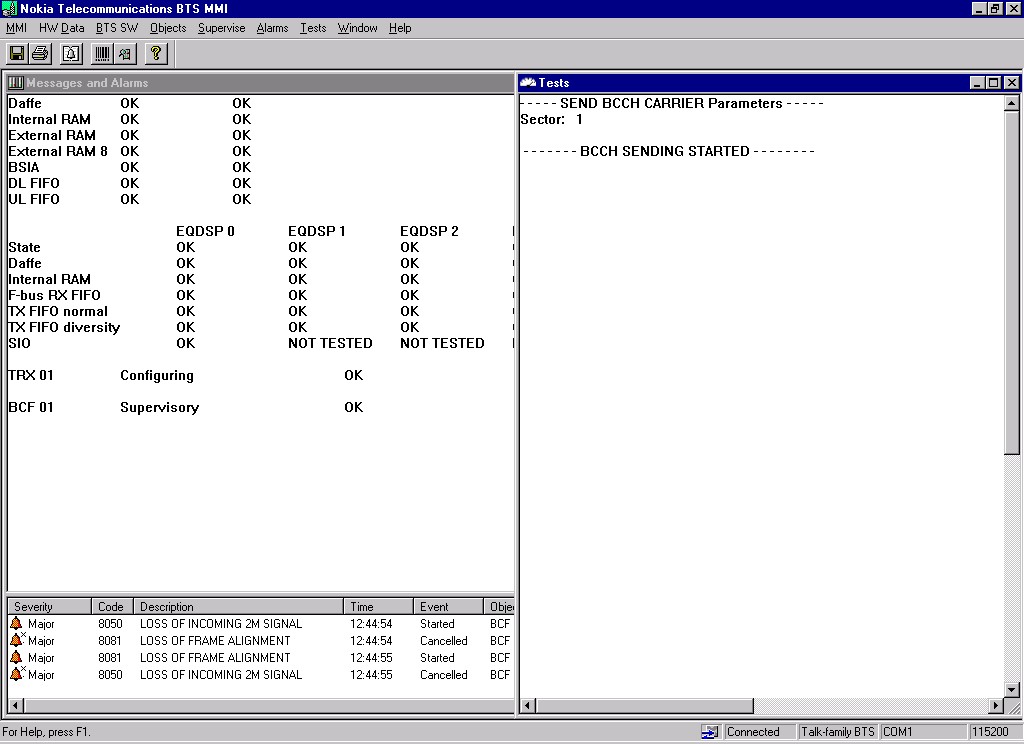 Nokia Telecommunications BTS MMI
MMI HW Data BTS SW Objects Supervise Alarms Tests Window Help
Messages and Alarms
Daffe OK OK
Internal RAM OK OK
External RAM OK OK
External RAM 8 OK OK
BSIA OK OK
DL FIFO OK OK
UL FIFO OK OK
EQDSP 0 EQDSP 1 EQDSP 2
State OK OK OK
Daffe OK OK OK
Internal RAM OK OK OK
F-bus RX FIFO OK OK OK
TX FIFO normal OK OK OK
TX FIFO diversity OK OK OK
SIO OK NOT TESTED NOT TESTED
TRX 01 Configuring OK
BCF 01 Supervisory OK
Severity Code Description Time Event Obje
Major 8050 LOSS OF INCOMING 2M SIGNAL 12:44:54 Started BCF
Major 8081 LOSS OF FRAME ALIGNMENT 12:44:54 Cancelled BCF
Major 8081 LOSS OF FRAME ALIGNMENT 12:44:55 Started BCF
Major 8050 LOSS OF INCOMING 2M SIGNAL 12:44:55 Cancelled BCF
Tests
- - - - - SEND BCCH CARRIER Parameters - - - - -
Sector: 1
- - - - - - - BCCH SENDING STARTED - - - - - - - -
For Help, press F1. Connected Talk-family BTS COM1 115200